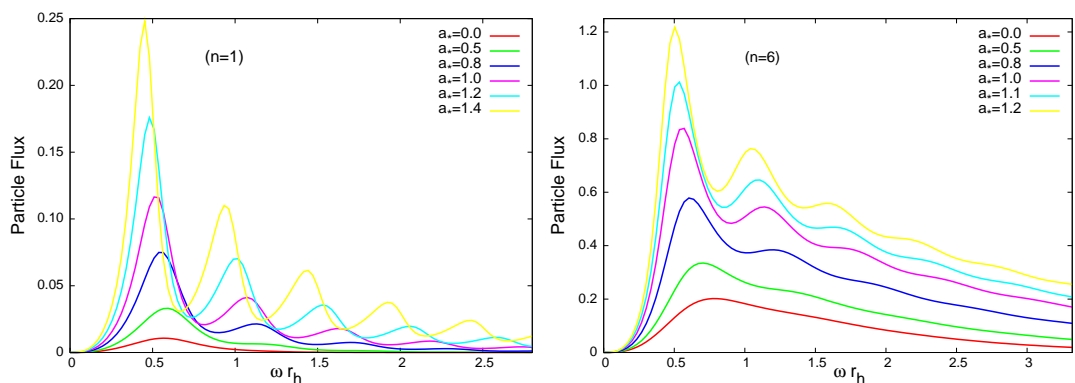 0.25
0.20
0.15
0.10
0.05
0
Particle Flux
(n=1)
a⋆=0.0
a⋆=0.5
a⋆=0.8
a⋆=1.0
a⋆=1.2
a⋆=1.4
0 0.5 1 1.5 2 2.5
ω rh
1.2
1.0
0.8
0.6
0.4
0.2
0.0
Particle Flux
(n=6)
a⋆=0.0
a⋆=0.5
a⋆=0.8
a⋆=1.0
a⋆=1.1
a⋆=1.2
0 0.5 1 1.5 2 2.5 3
ω rh